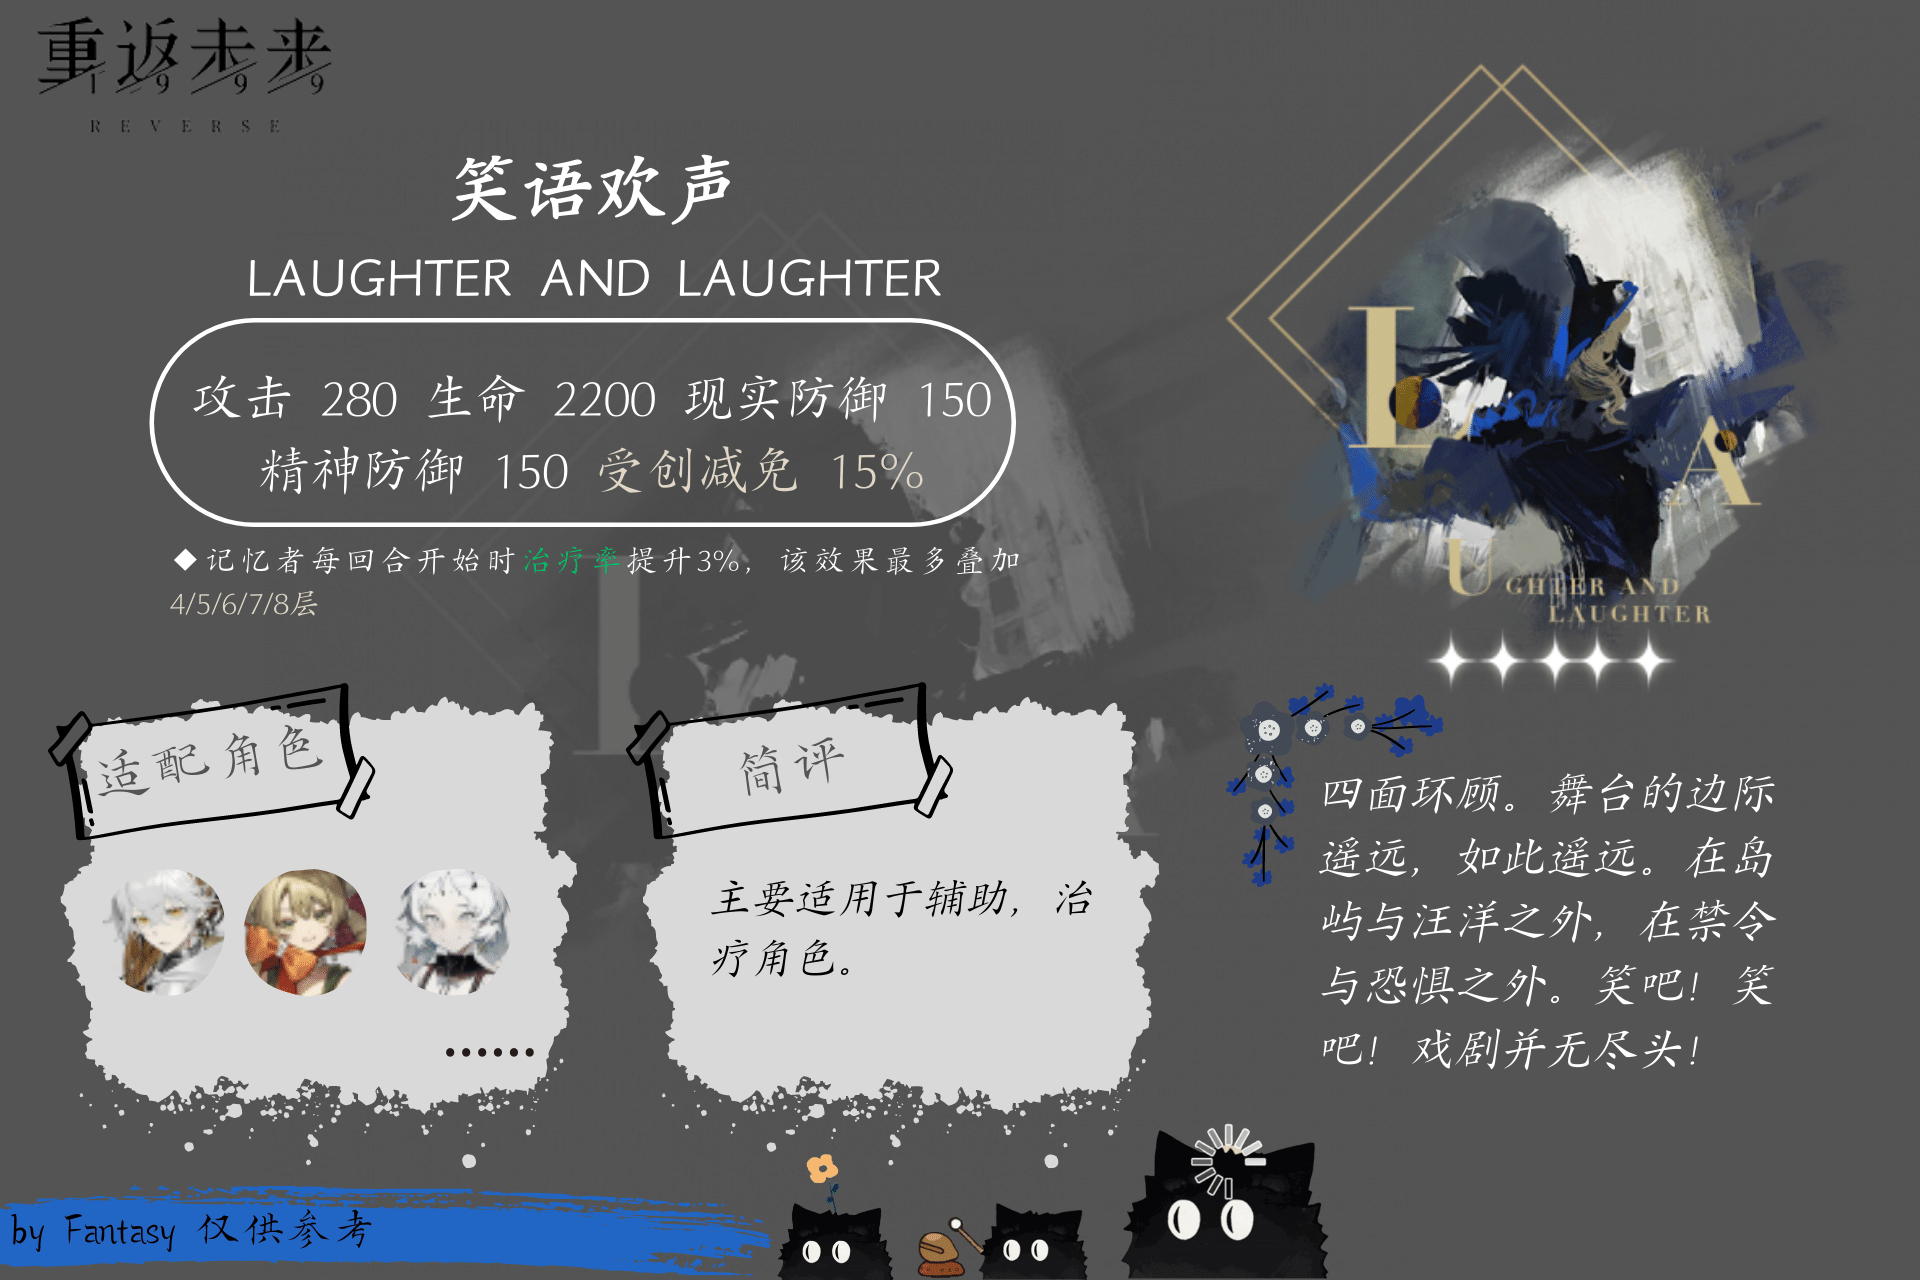 重返未来
1999
REVERSE
笑语欢声
LAUGHTER AND LAUGHTER
攻击 280 生命 2200 现实防御 150
精神防御 150 受创减免 15%
◆记忆者每回合开始时治疗率提升3%，该效果最多叠加
4/5/6/7/8层
L
A
U
GHTER AND
LAUGHTER
适配角色
简评
主要适用于辅助，治
疗角色。
......
四面环顾。舞台的边际
遥远，如此遥远。在岛
屿与汪洋之外，在禁令
与恐惧之外。笑吧！笑
吧！戏剧并无尽头！
by Fantasy 仅供参考